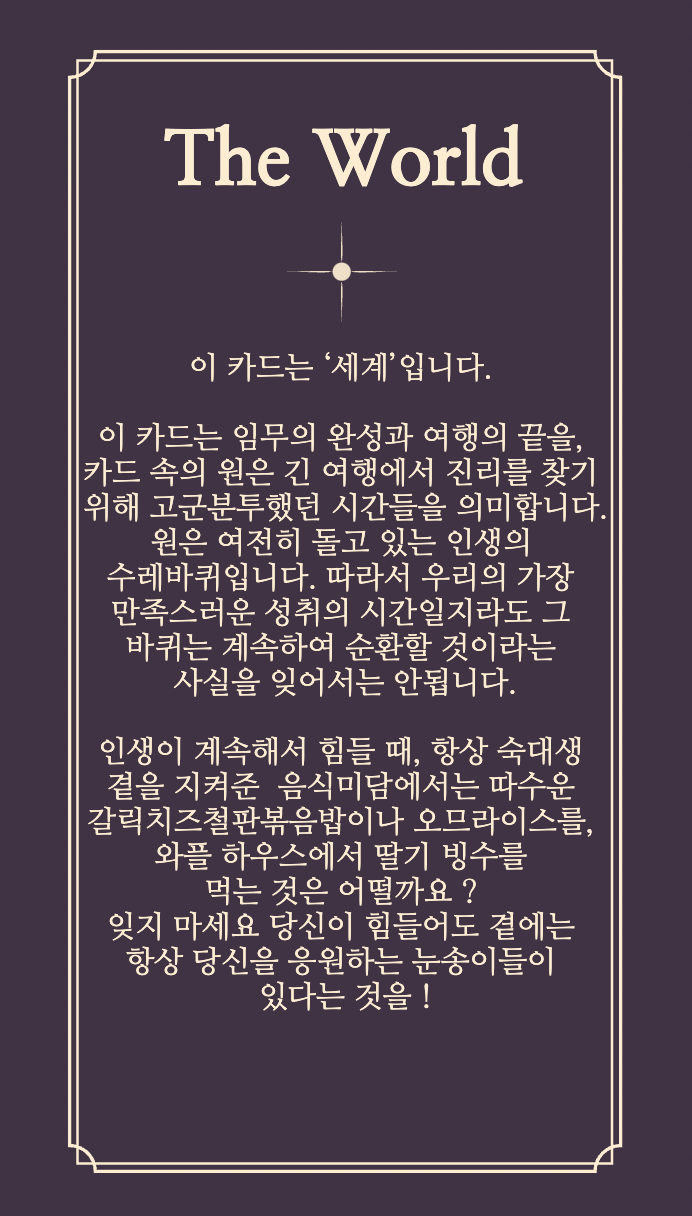 The World
이 카드는 ‘세계’입니다.
이 카드는 임무의 완성과 여행의 끝을,
카드 속의 원은 긴 여행에서 진리를 찾기
위해 고군분투했던 시간들을 의미합니다.
원은 여전히 돌고 있는 인생의
수레바퀴입니다. 따라서 우리의 가장
만족스러운 성취의 시간일지라도 그
바퀴는 계속하여 순환할 것이라는
사실을 잊어서는 안됩니다.
인생이 계속해서 힘들 때, 항상 숙대생
곁을 지켜준  음식미담에서는 따수운
갈릭치즈철판볶음밥이나 오므라이스를,
와플 하우스에서 딸기 빙수를
먹는 것은 어떨까요 ?
잊지 마세요 당신이 힘들어도 곁에는
항상 당신을 응원하는 눈송이들이
있다는 것을 !